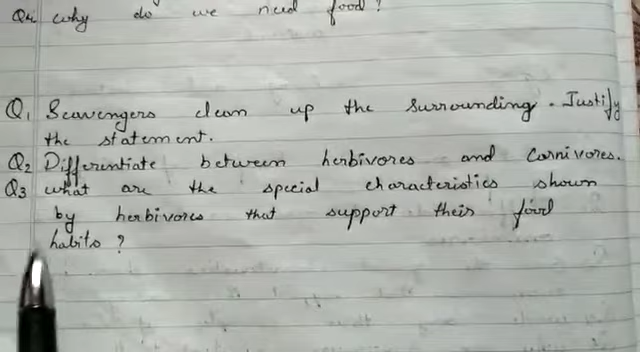 Q4 why do we need food?
Q1 Scavengers clean up the surrounding. Justify
the statement.
Q2 Differentiate between herbivores and Carnivores.
Q3 what are the special characteristics shown
by herbivores that support their food
habits ?